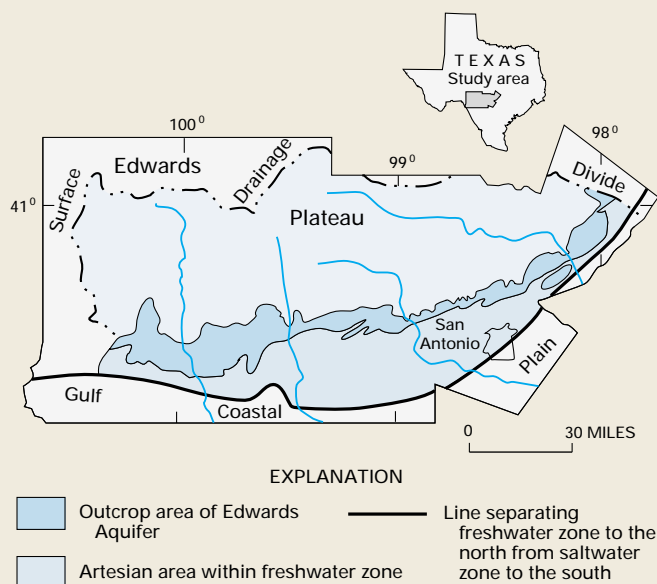 TEXAS
Study area
100°
98°
99°
Edwards
Drainage
Divide
Surface
41°
Plateau
San
Antonio
Plain
Gulf
Coastal
0 30 MILES
EXPLANATION
Outcrop area of Edwards
Aquifer
Artesian area within freshwater zone
Line separating
freshwater zone to the
north from saltwater
zone to the south